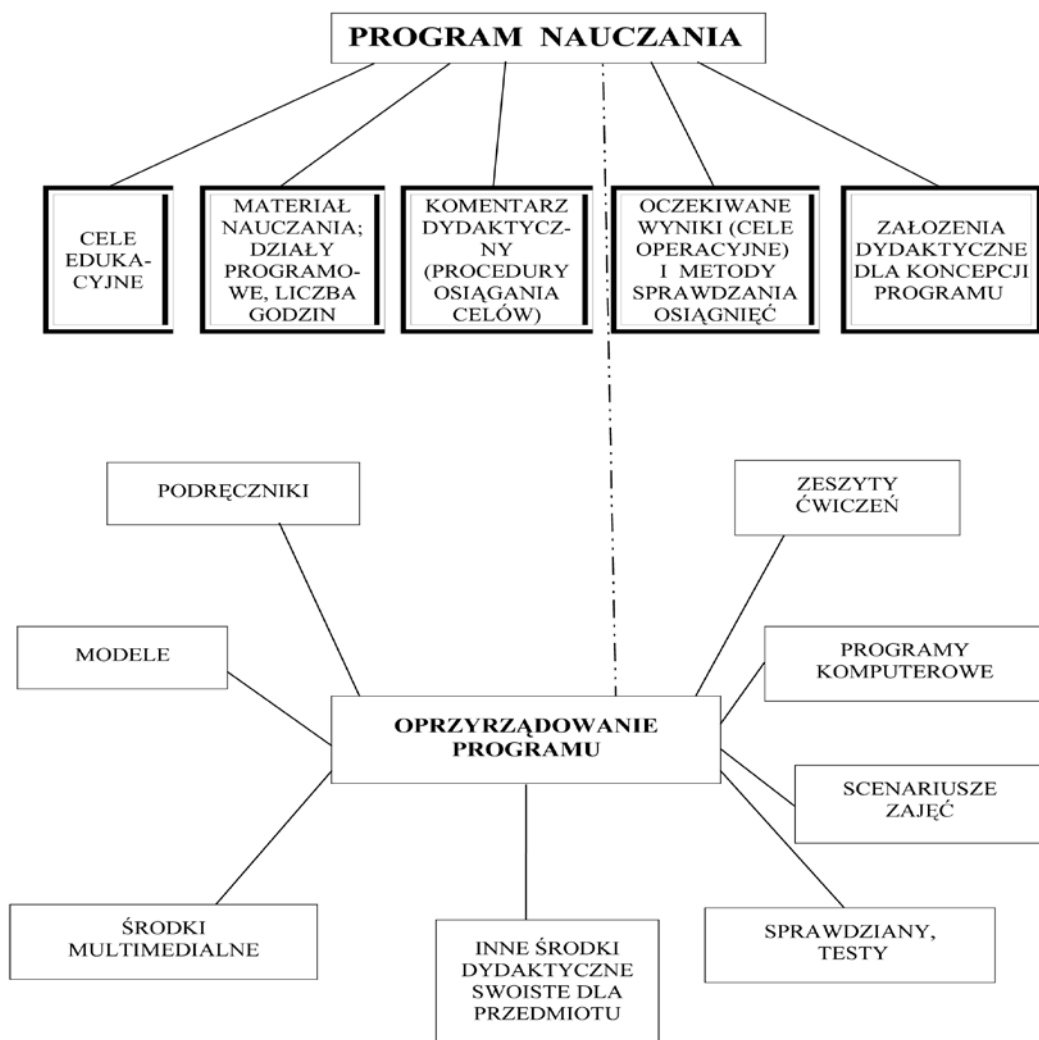 PROGRAM NAUCZANIA
CELE
EDUKA-
CYJNE
MATERIAŁ
NAUCZANIA;
DZIAŁY
PROGRAMO-
WE, LICZBA
GODZIN
KOMENTARZ
DYDAKTYCZ-
NY
(PROCEDURY
OSIĄGANIA
CELÓW)
OCZEKIWANE
WYNIKI (CELE
OPERACYJNE)
I METODY
SPRAWDZANIA
OSIĄGNIĘĆ
ZAŁOZENIA
DYDAKTYCZNE
DLA KONCEPCJI
PROGRAMU
PODRĘCZNIKI
ZESZYTY
ĆWICZEŃ
MODELE
PROGRAMY
KOMPUTEROWE
OPRZYRZĄDOWANIE
PROGRAMU
SCENARIUSZE
ZAJĘĆ
ŚRODKI
MULTIMEDIALNE
INNE ŚRODKI
DYDAKTYCZNE
SWOISTE DLA
PRZEDMIOTU
SPRAWDZIANY,
TESTY